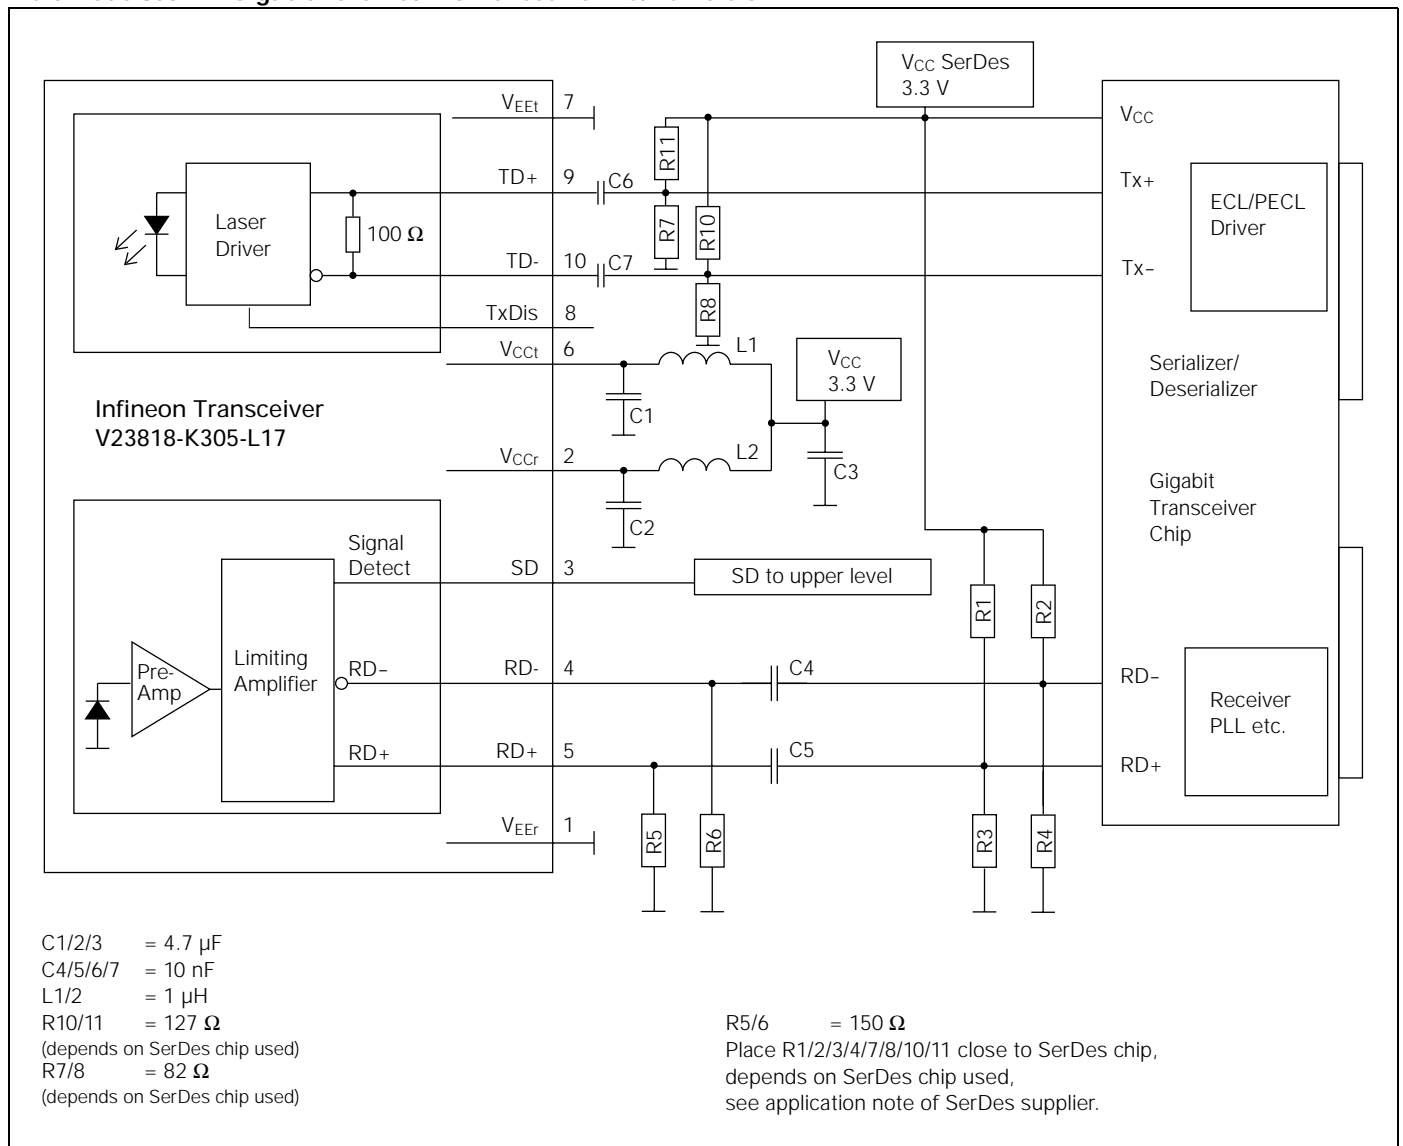 V_CC SerDes
3.3 V
V_EEt 7
V_CC
R11
TD+ 9 C6
Tx+
Laser
Driver
100 Ω
R7
R10
ECL/PECL
Driver
TD- 10 C7
Tx−
R8
TxDis 8
V_CCt 6
L1
V_CC
3.3 V
Serializer/
Deserializer
C1
Infineon Transceiver
V23818-K305-L17
V_CCr 2
L2
C3
C2
Gigabit
Transceiver
Chip
Signal
Detect
SD 3
SD to upper level
R1
R2
Pre-
Amp
Limiting
Amplifier
RD−
RD- 4
C4
RD−
Receiver
PLL etc.
RD+
RD+ 5
C5
RD+
V_EEr 1
R5
R6
R3
R4
C1/2/3 = 4.7 µF
C4/5/6/7 = 10 nF
L1/2 = 1 µH
R10/11 = 127 Ω
(depends on SerDes chip used)
R7/8 = 82 Ω
(depends on SerDes chip used)
R5/6 = 150 Ω
Place R1/2/3/4/7/8/10/11 close to SerDes chip,
depends on SerDes chip used,
see application note of SerDes supplier.